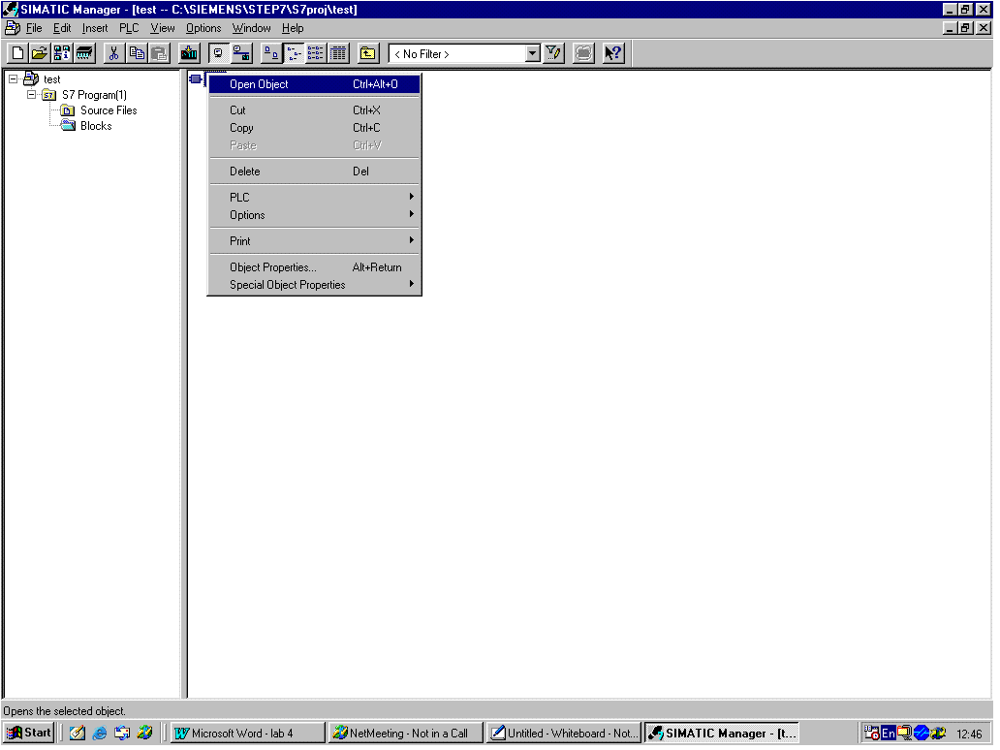 SIMATIC Manager - [test -- C:\SIEMENS\STEP7\S7proj\test]
File Edit Insert PLC View Options Window Help
< No Filter >
test
S7 Program(1)
Source Files
Blocks
Open Object Ctrl+Alt+O
Cut Ctrl+X
Copy Ctrl+C
Paste Ctrl+V
Delete Del
PLC
Options
Print
Object Properties... Alt+Return
Special Object Properties
Opens the selected object.
Start Microsoft Word - lab 4 NetMeeting - Not in a Call Untitled - Whiteboard - Not... SIMATIC Manager - [t... En 12:46